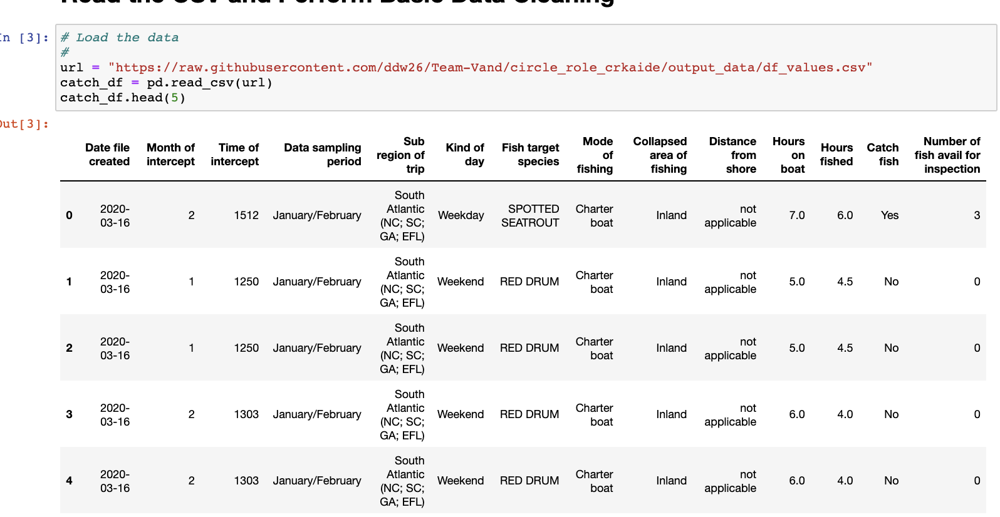 Read the CSV and Perform Basic Data Cleaning
In [3]:
# Load the data
#
url = "https://raw.githubusercontent.com/ddw26/Team-Vand/circle_role_crkaide/output_data/df_values.csv"
catch_df = pd.read_csv(url)
catch_df.head(5)
Out[3]:
Date file created Month of intercept Time of intercept Data sampling period Sub region of trip Kind of day Fish target species Mode of fishing Collapsed area of fishing Distance from shore Hours on boat Hours fished Catch fish Number of fish avail for inspection
0 2020-03-16 2 1512 January/February South Atlantic (NC; SC; GA; EFL) Weekday SPOTTED SEATROUT Charter boat Inland not applicable 7.0 6.0 Yes 3
1 2020-03-16 1 1250 January/February South Atlantic (NC; SC; GA; EFL) Weekend RED DRUM Charter boat Inland not applicable 5.0 4.5 No 0
2 2020-03-16 1 1250 January/February South Atlantic (NC; SC; GA; EFL) Weekend RED DRUM Charter boat Inland not applicable 5.0 4.5 No 0
3 2020-03-16 2 1303 January/February South Atlantic (NC; SC; GA; EFL) Weekend RED DRUM Charter boat Inland not applicable 6.0 4.0 No 0
4 2020-03-16 2 1303 January/February South Atlantic (NC; SC; GA; EFL) Weekend RED DRUM Charter boat Inland not applicable 6.0 4.0 No 0